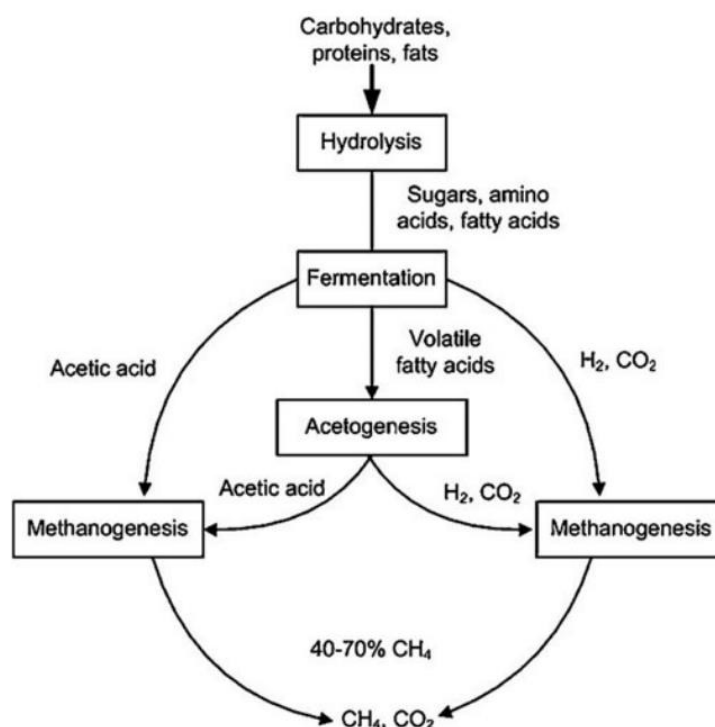 Carbohydrates,
proteins, fats
Hydrolysis
Sugars, amino
acids, fatty acids
Fermentation
Volatile
fatty acids
Acetic acid
H₂, CO₂
Acetogenesis
Acetic acid
H₂, CO₂
Methanogenesis
Methanogenesis
40-70% CH₄
CH₄, CO₂